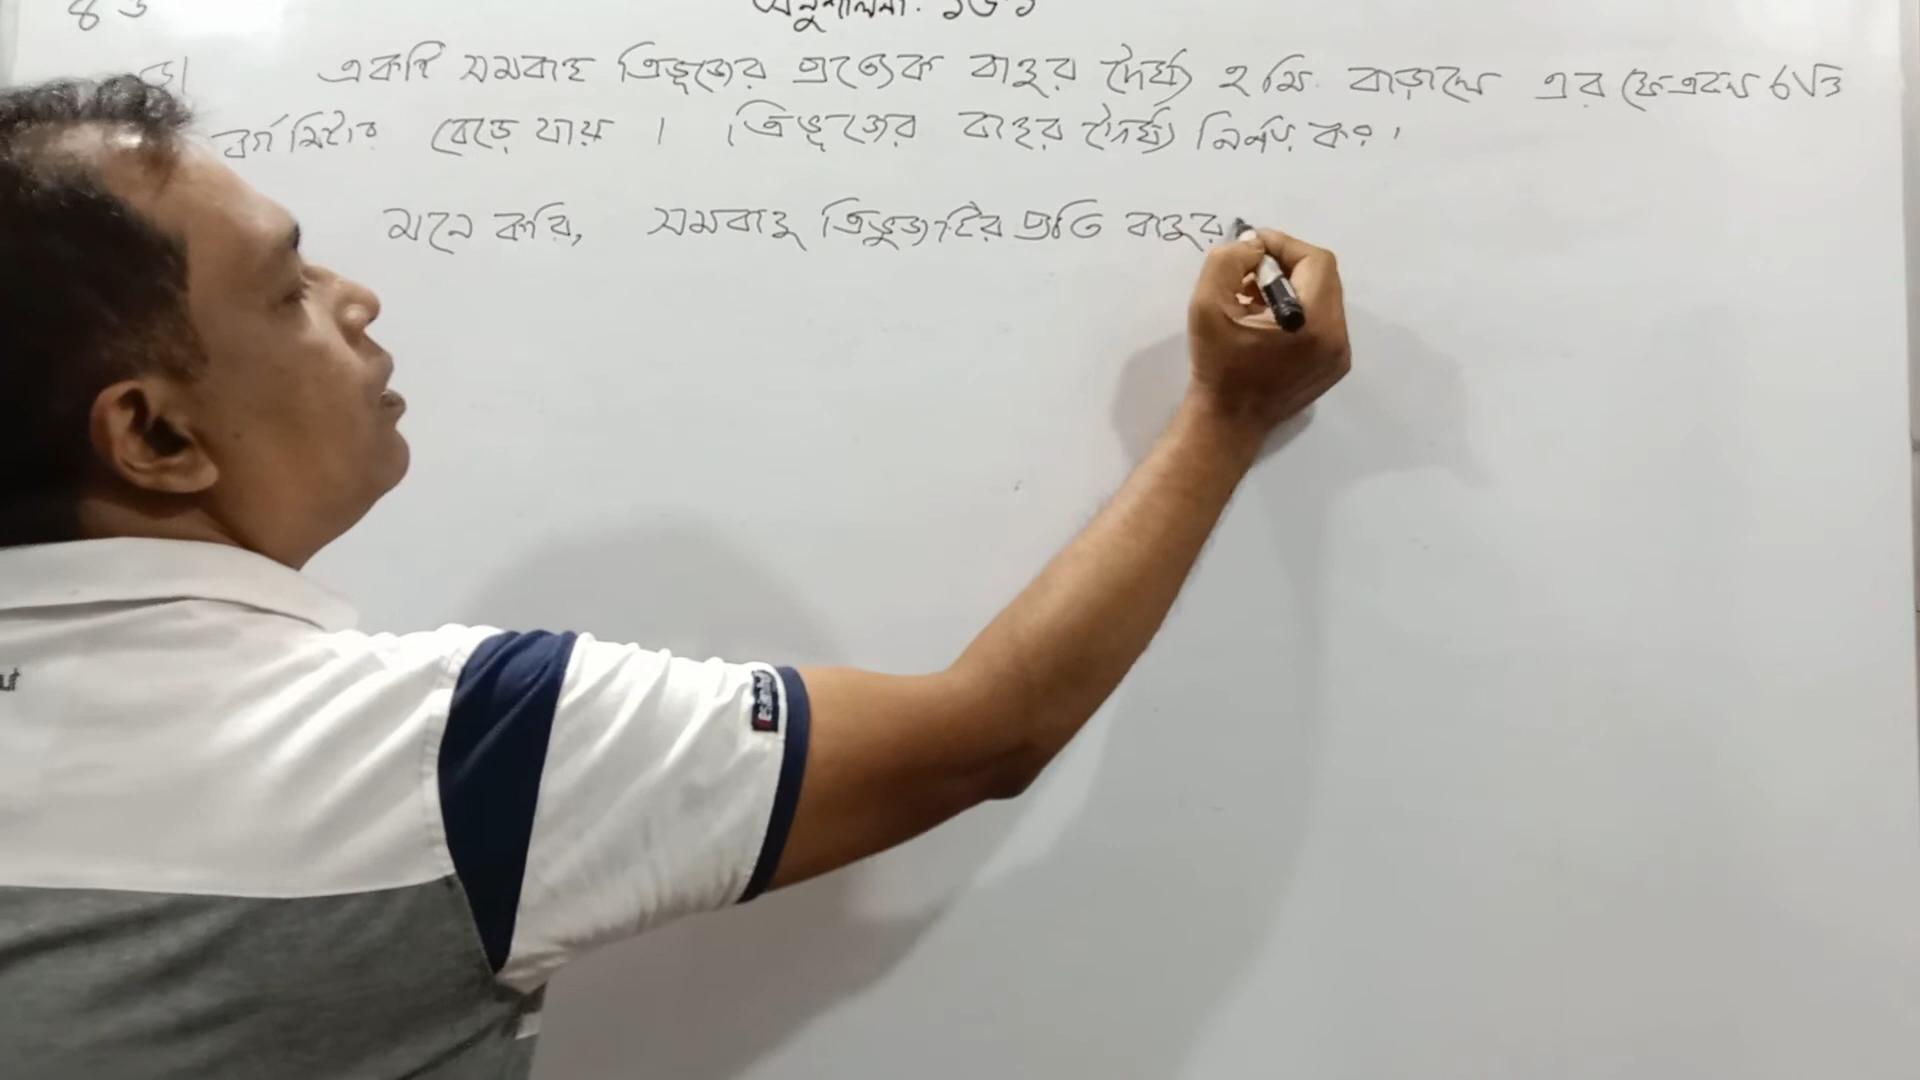 অনুশীলনী. ১৬.১
একটি সমবাহু ত্রিভুজের প্রত্যেক বাহুর দৈর্ঘ্য ২ মি. বাড়ালে এর ক্ষেত্রফল ৬√৩
বর্গ মিটার বেড়ে যায় । ত্রিভুজের বাহুর দৈর্ঘ্য নির্ণয় কর।
মনে করি, সমবাহু ত্রিভুজটির প্রতি বাহুর